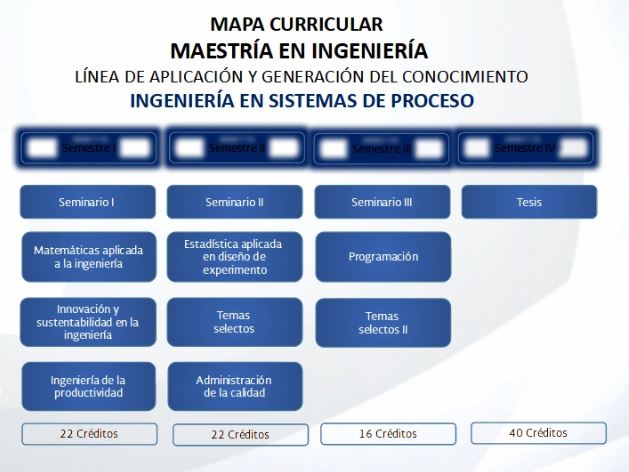 MAPA CURRICULAR
MAESTRÍA EN INGENIERÍA
LÍNEA DE APLICACIÓN Y GENERACIÓN DEL CONOCIMIENTO
INGENIERÍA EN SISTEMAS DE PROCESO
Semestre I
Semestre II
Semestre III
Semestre IV
Seminario I
Seminario II
Seminario III
Tesis
Matemáticas aplicada
a la ingeniería
Estadística aplicada
en diseño de
experimento
Programación
Innovación y
sustentabilidad en la
ingeniería
Temas
selectos
Temas
selectos II
Ingeniería de la
productividad
Administración
de la calidad
22 Créditos
22 Créditos
16 Créditos
40 Créditos